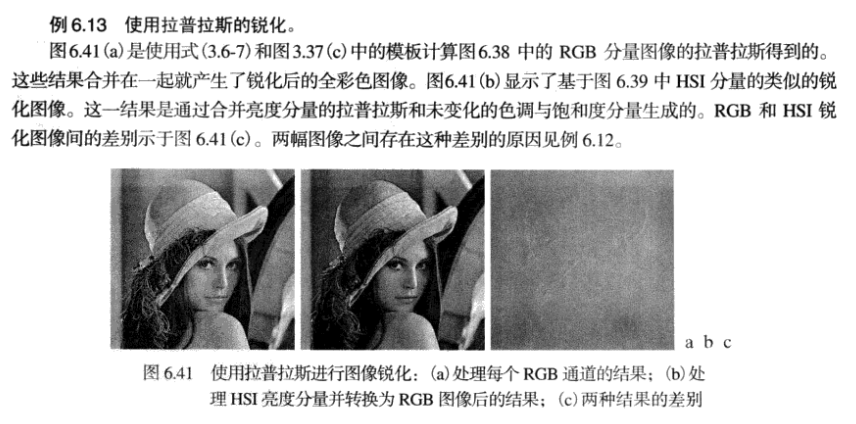 例 6.13 使用拉普拉斯的锐化。
图6.41(a)是使用式(3.6-7)和图3.37(c)中的模板计算图6.38 中的 RGB 分量图像的拉普拉斯得到的。
这些结果合并在一起就产生了锐化后的全彩色图像。图6.41(b)显示了基于图 6.39 中 HSI 分量的类似的锐
化图像。这一结果是通过合并亮度分量的拉普拉斯和未变化的色调与饱和度分量生成的。RGB 和 HSI 锐
化图像间的差别示于图 6.41(c)。两幅图像之间存在这种差别的原因见例 6.12。
a b c
图 6.41 使用拉普拉斯进行图像锐化：(a)处理每个 RGB 通道的结果；(b)处
理 HSI 亮度分量并转换为 RGB 图像后的结果；(c)两种结果的差别